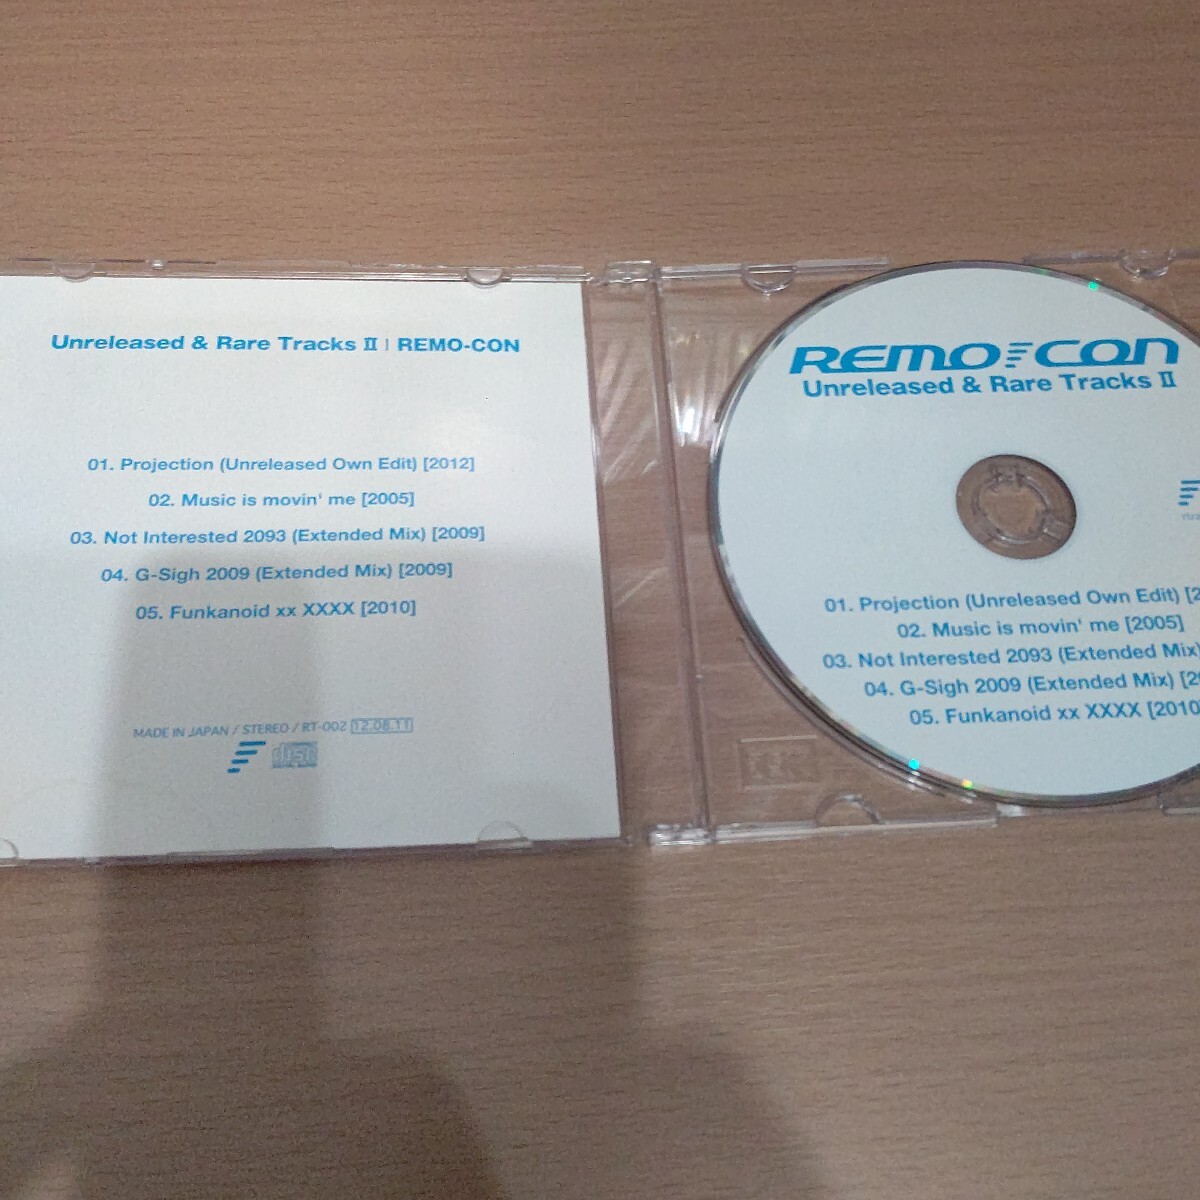 Unreleased & Rare Tracks II | REMO-CON
01. Projection (Unreleased Own Edit) [2012]
02. Music is movin' me [2005]
03. Not Interested 2093 (Extended Mix) [2009]
04. G-Sigh 2009 (Extended Mix) [2009]
05. Funkanoid xx XXXX [2010]
MADE IN JAPAN / STEREO / RT-002 12.08.11
disc
REMO CON
Unreleased & Rare Tracks II
01. Projection (Unreleased Own Edit) [2
02. Music is movin' me [2005]
03. Not Interested 2093 (Extended Mix)
04. G-Sigh 2009 (Extended Mix) [20
05. Funkanoid xx XXXX [2010]